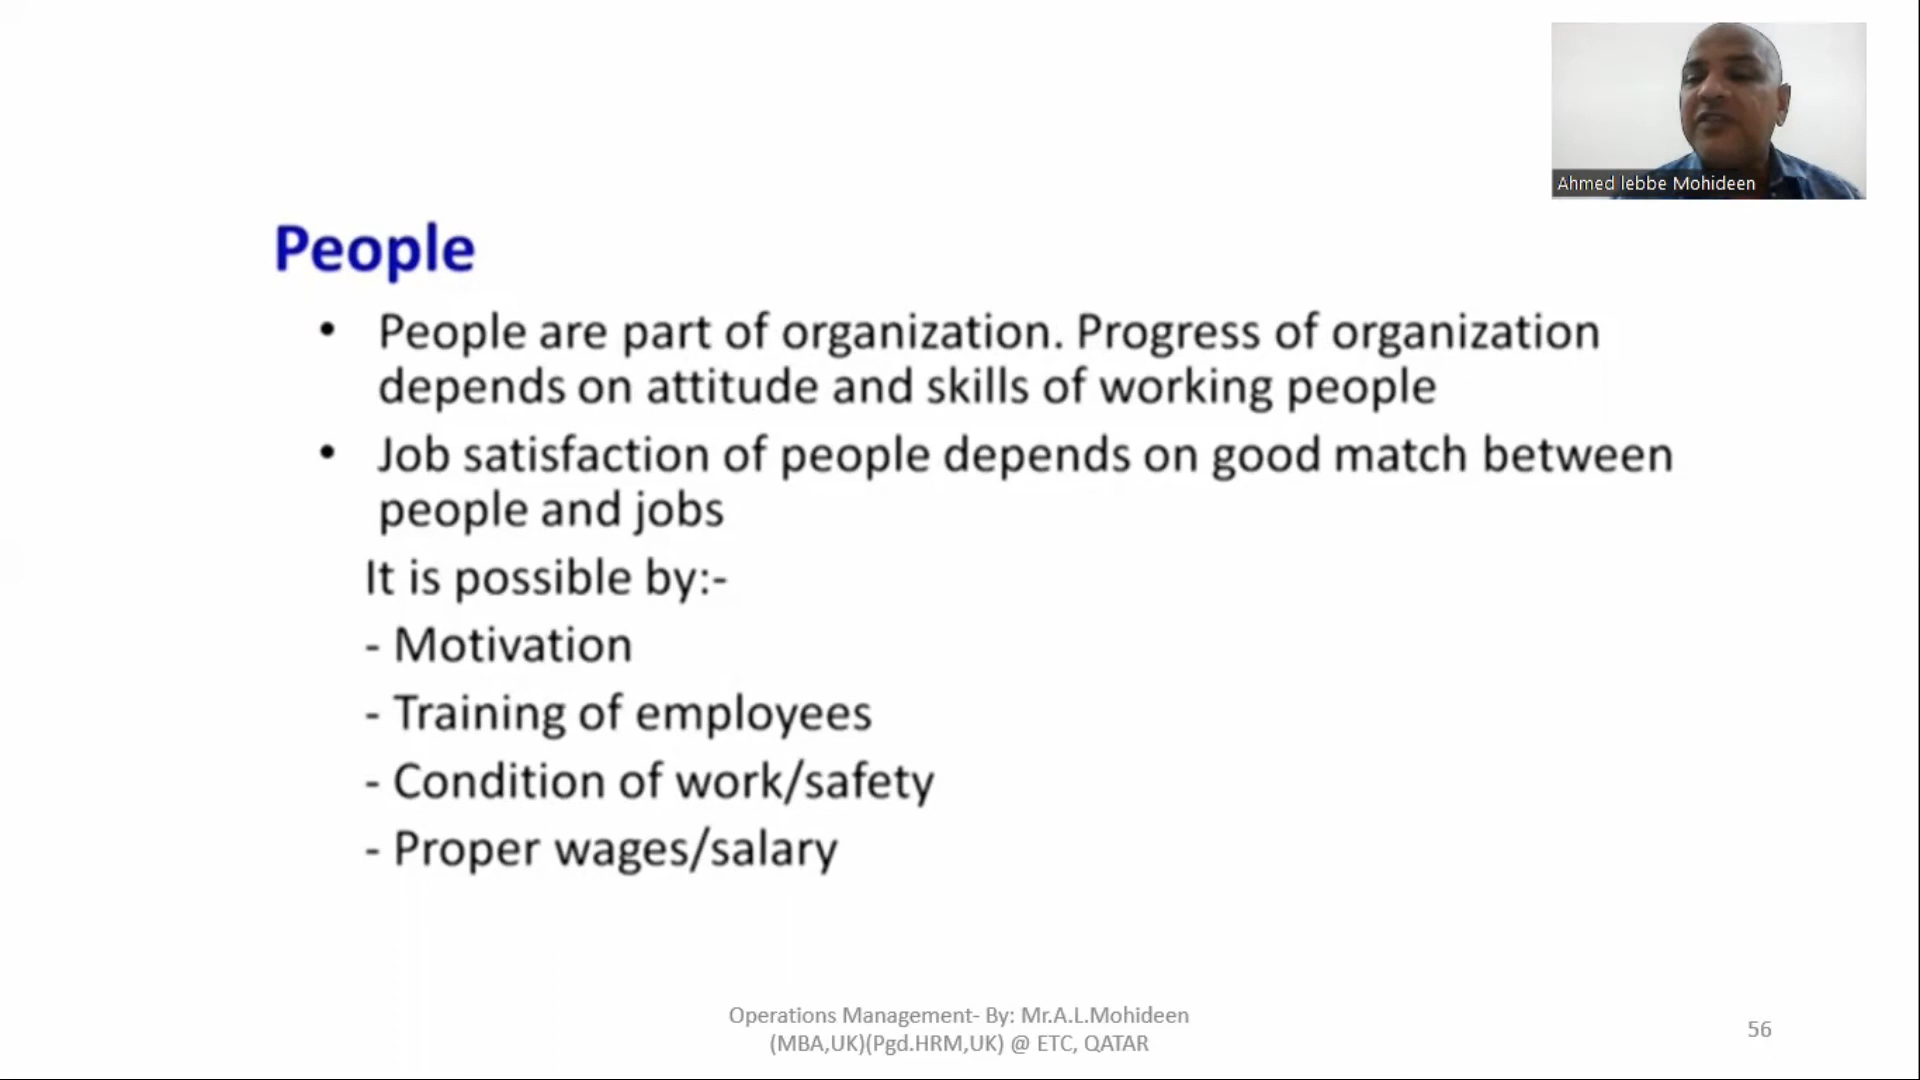 Ahmed lebbe Mohideen
People
• People are part of organization. Progress of organization
depends on attitude and skills of working people
• Job satisfaction of people depends on good match between
people and jobs
It is possible by:-
- Motivation
- Training of employees
- Condition of work/safety
- Proper wages/salary
Operations Management- By: Mr.A.L.Mohideen
(MBA,UK)(Pgd.HRM,UK) @ ETC, QATAR
56